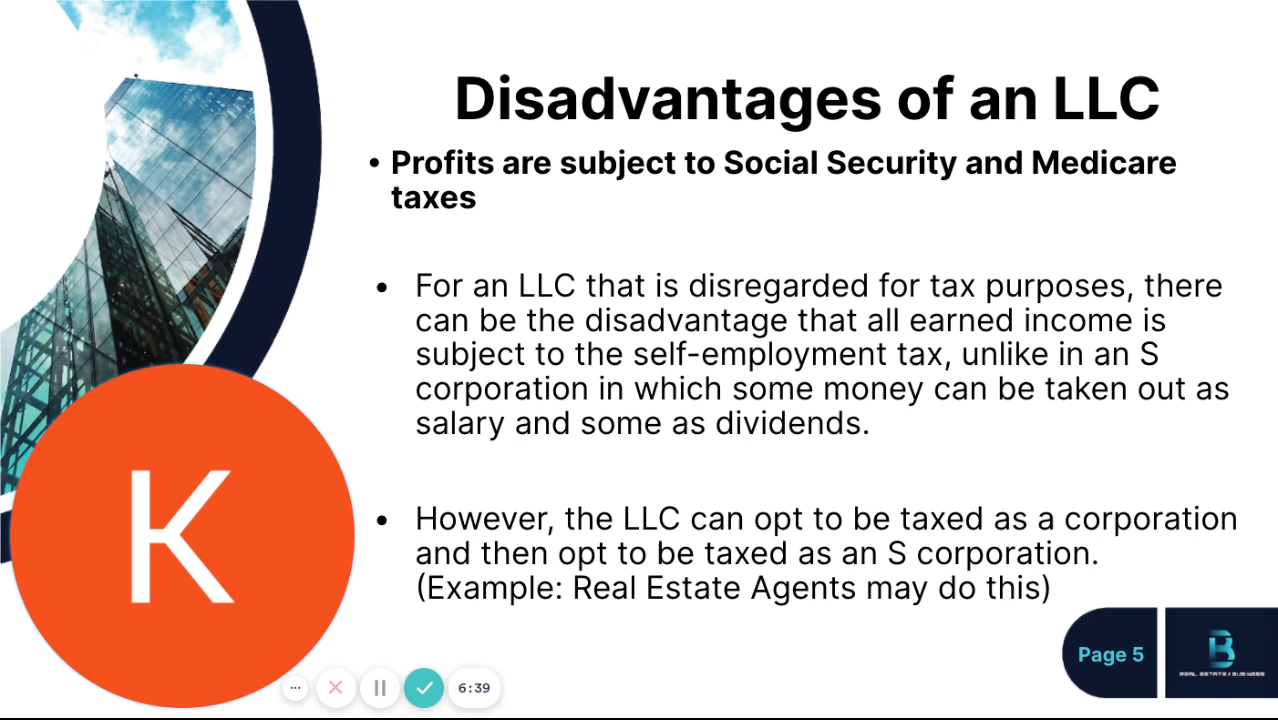 Disadvantages of an LLC
• Profits are subject to Social Security and Medicare
taxes
• For an LLC that is disregarded for tax purposes, there
can be the disadvantage that all earned income is
subject to the self-employment tax, unlike in an S
corporation in which some money can be taken out as
salary and some as dividends.
• However, the LLC can opt to be taxed as a corporation
and then opt to be taxed as an S corporation.
(Example: Real Estate Agents may do this)
K
Page 5
B
REAL ESTATE & BUSINESS
6:39